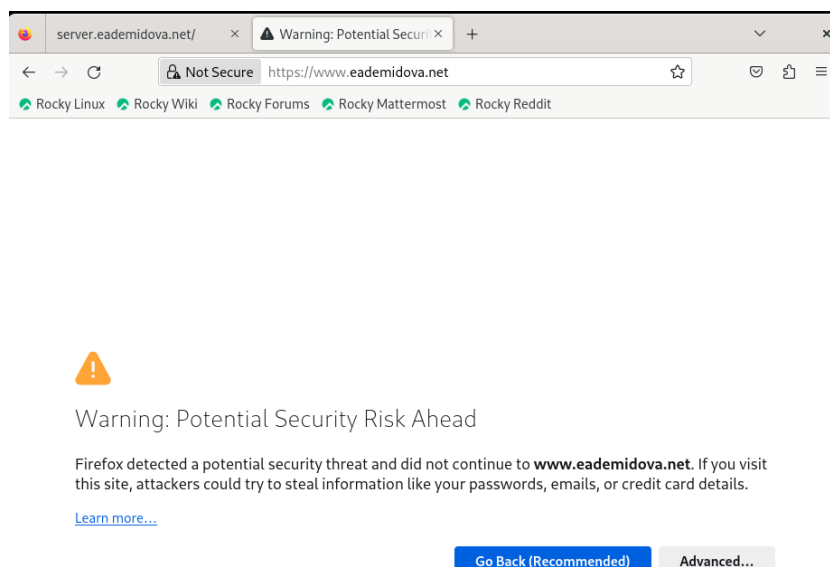 server.eademidova.net/ Warning: Potential Securi
Not Secure https://www.eademidova.net
Rocky Linux Rocky Wiki Rocky Forums Rocky Mattermost Rocky Reddit
Warning: Potential Security Risk Ahead
Firefox detected a potential security threat and did not continue to www.eademidova.net. If you visit
this site, attackers could try to steal information like your passwords, emails, or credit card details.
Learn more…
Go Back (Recommended) Advanced…